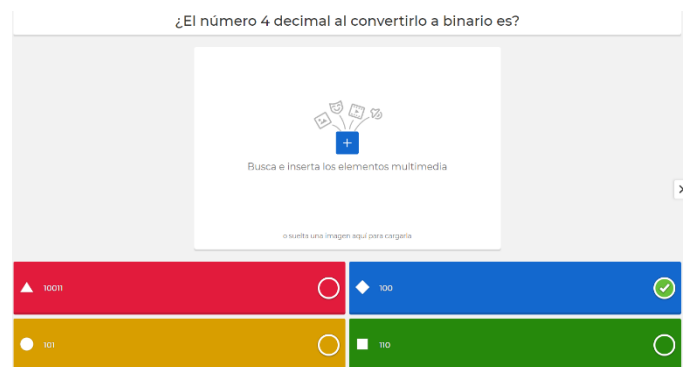 ¿El número 4 decimal al convertirlo a binario es?
Busca e inserta los elementos multimedia
o suelta una imagen aquí para cargarla
10011
100
101
110